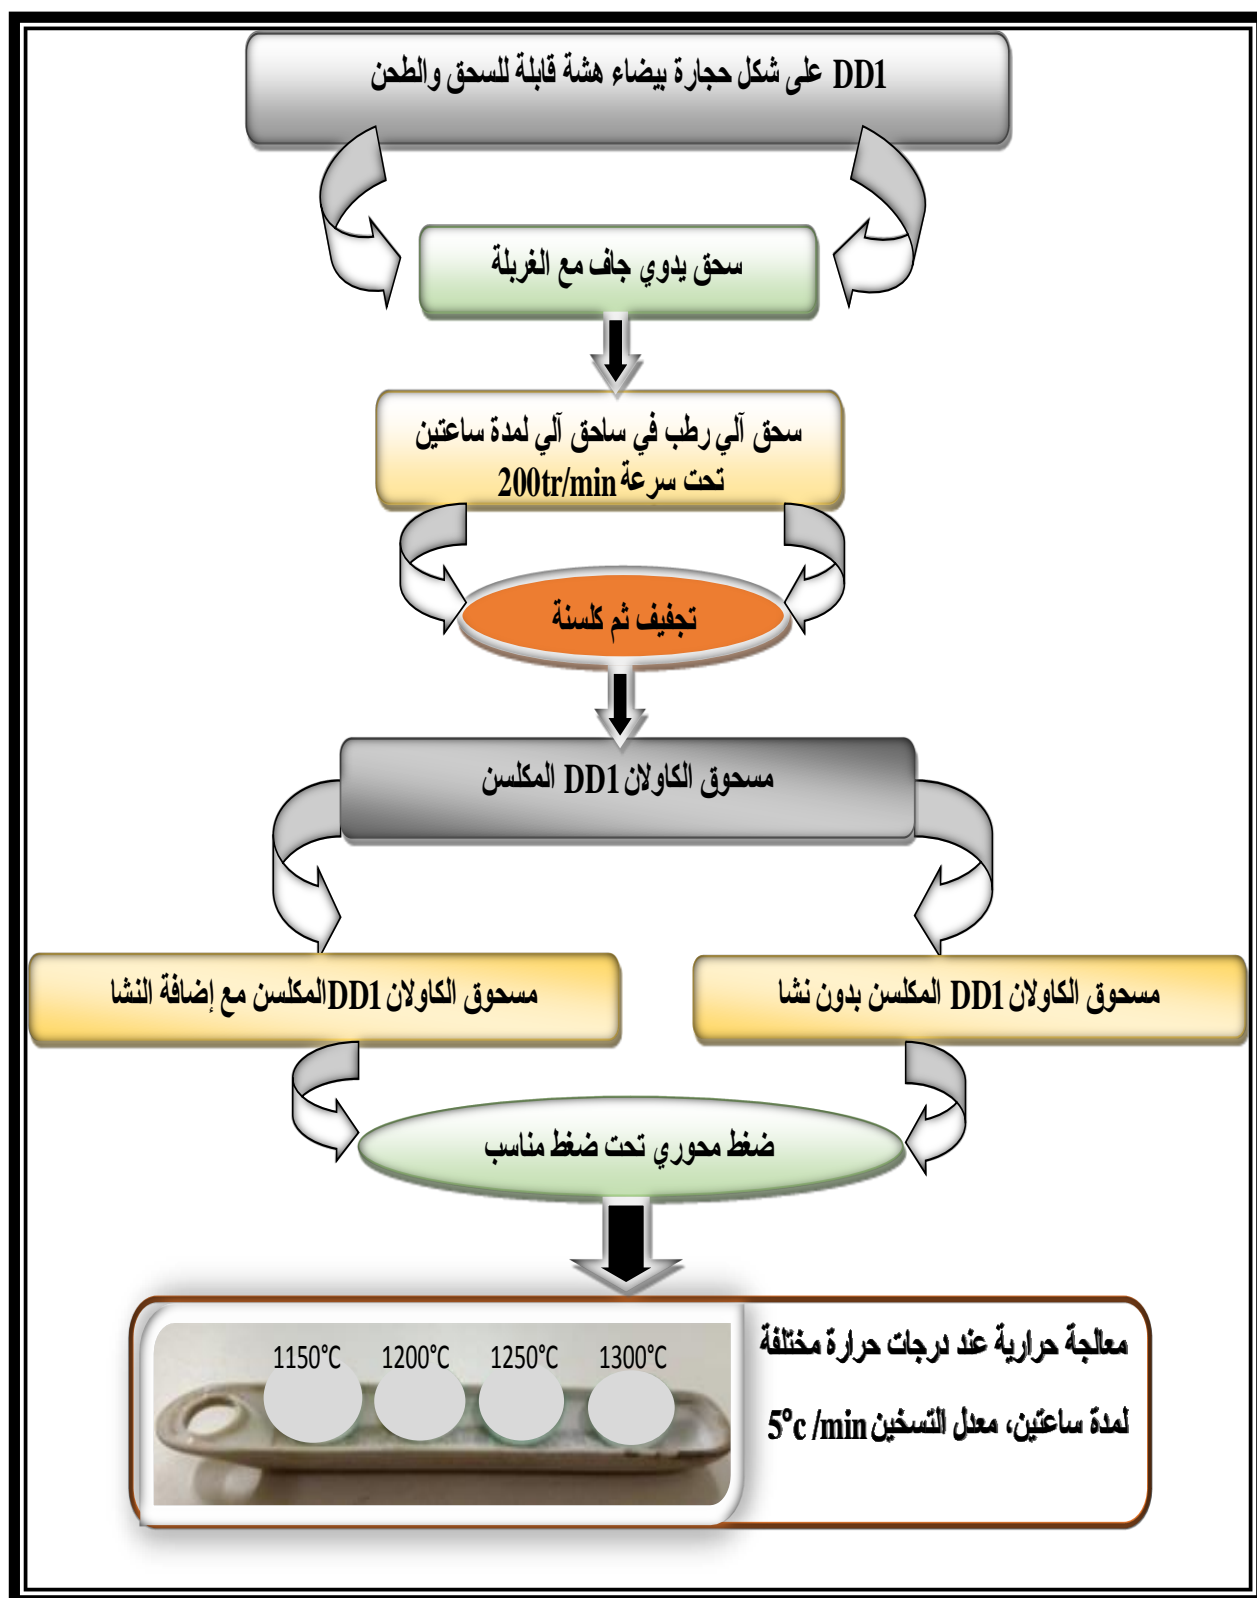 DD1 على شكل حجارة بيضاء هشة قابلة للسحق والطحن
سحق يدوي جاف مع الغربلة
سحق آلي رطب في ساحق آلي لمدة ساعتين
تحت سرعة 200tr/min
تجفيف ثم كلسنة
مسحوق الكاولان DD1 المكلسن
مسحوق الكاولان DD1 المكلسن بدون نشا
مسحوق الكاولان DD1المكلسن مع إضافة النشا
ضغط محوري تحت ضغط مناسب
معالجة حرارية عند درجات حرارة مختلفة
لمدة ساعتين، معدل التسخين 5°c /min
1150°C 1200°C 1250°C 1300°C